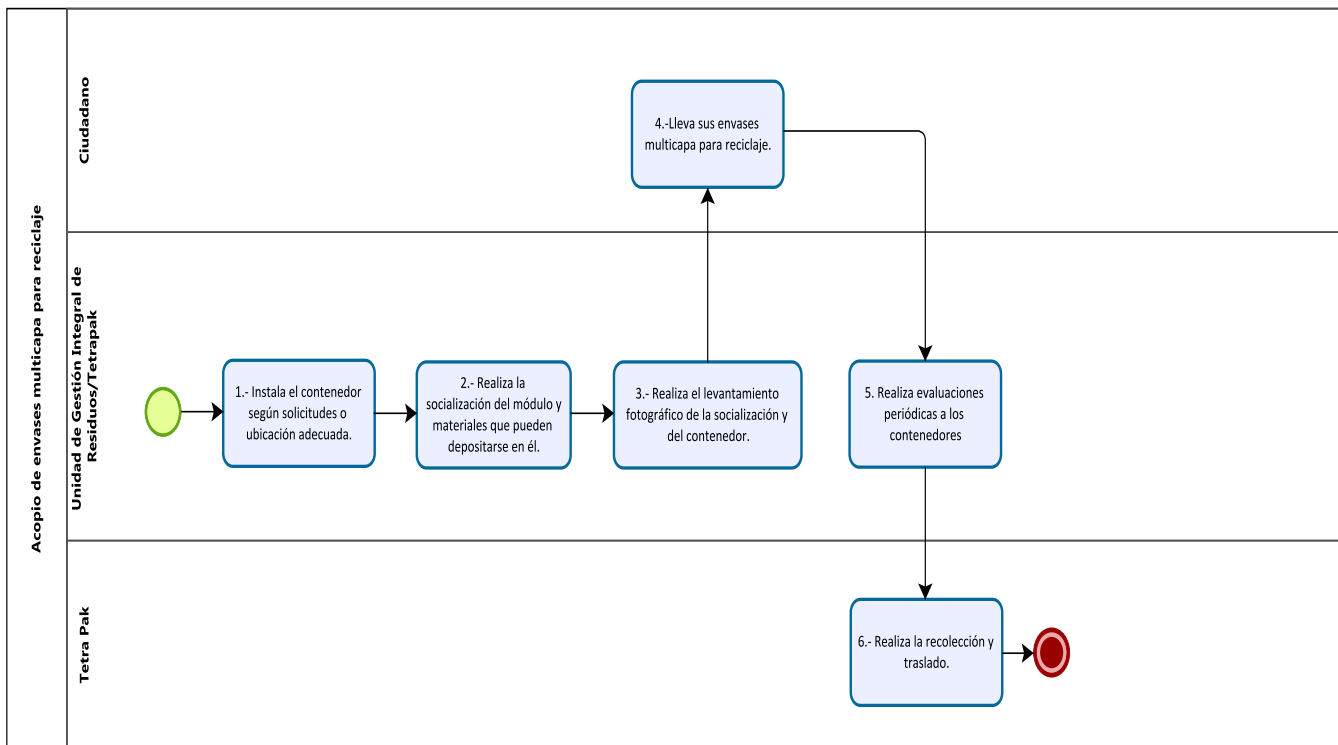 Acopio de envases multicapa para reciclaje
Ciudadano
4.-Lleva sus envases
multicapa para reciclaje.
Unidad de Gestión Integral de
Residuos/Tetrapak
1.- Instala el contenedor
según solicitudes o
ubicación adecuada.
2.- Realiza la
socialización del módulo y
materiales que pueden
depositarse en él.
3.- Realiza el levantamiento
fotográfico de la socialización y
del contenedor.
5. Realiza evaluaciones
periódicas a los
contenedores
Tetra Pak
6.- Realiza la recolección y
traslado.